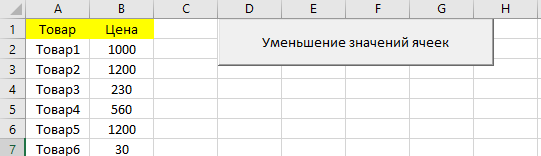 A B C D E F G H
1 Товар Цена Уменьшение значений ячеек
2 Товар1 1000
3 Товар2 1200
4 Товар3 230
5 Товар4 560
6 Товар5 1200
7 Товар6 30